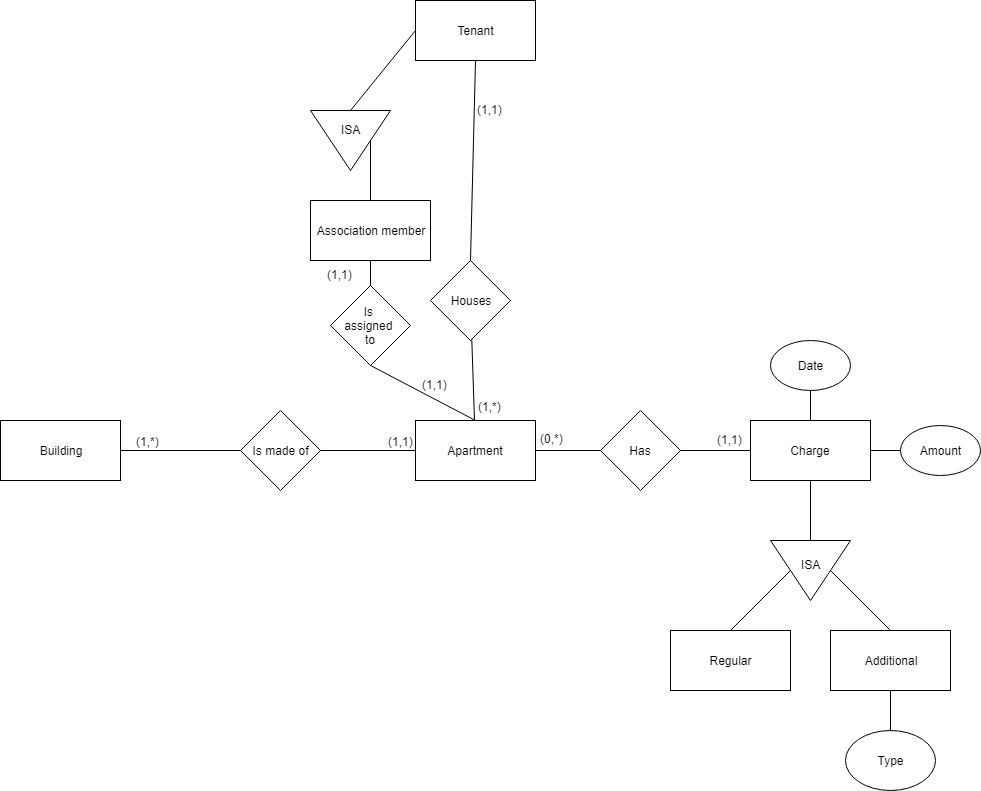 Tenant
(1,1)
ISA
Association member
(1,1)
Houses
Is
assigned
to
(1,1)
(1,*)
Date
Building
(1,*)
Is made of
(1,1)
Apartment
(0,*)
Has
(1,1)
Charge
Amount
ISA
Regular
Additional
Type